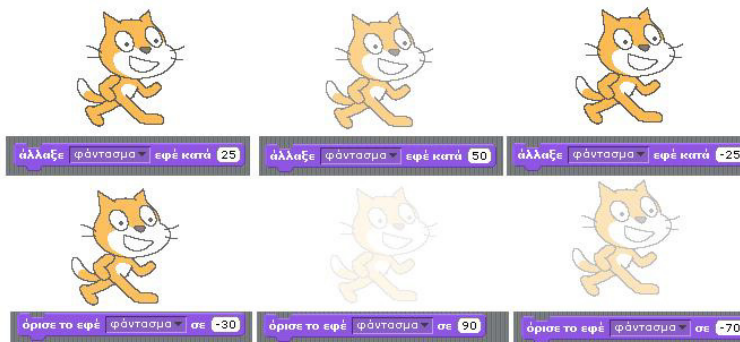 άλλαξε φάντασμα εφέ κατά 25
άλλαξε φάντασμα εφέ κατά 50
άλλαξε φάντασμα εφέ κατά -25
όρισε το εφέ φάντασμα σε -30
όρισε το εφέ φάντασμα σε 90
όρισε το εφέ φάντασμα σε -70